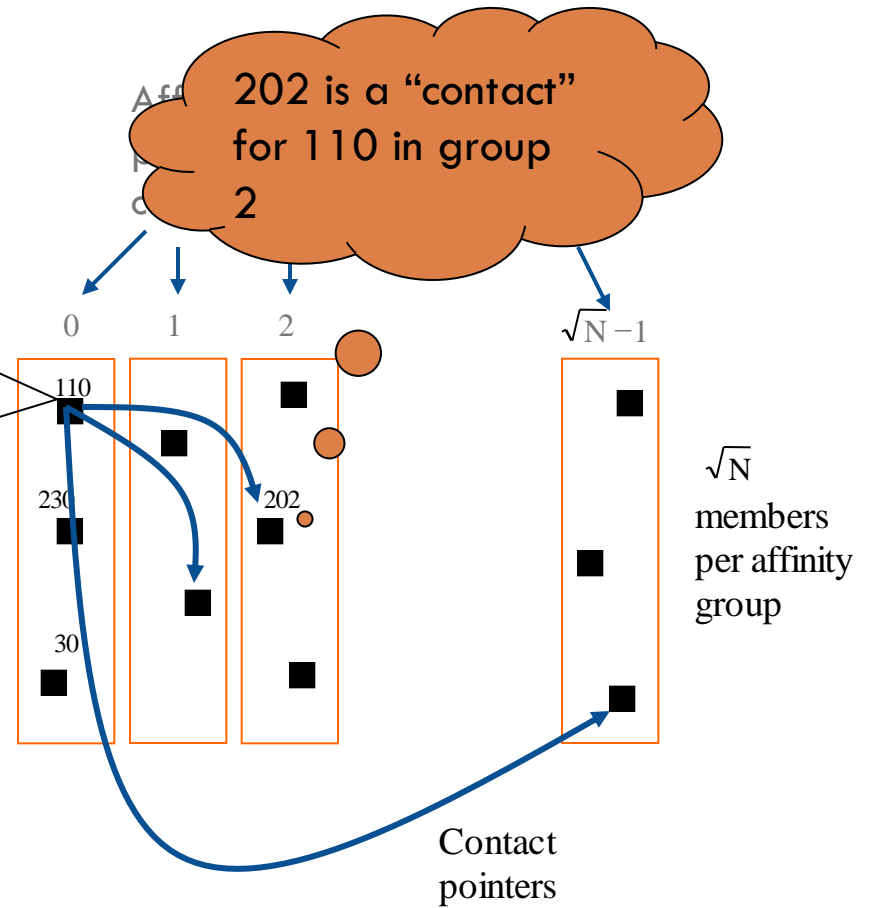 202 is a “contact”
for 110 in group
2
0 1 2 √N −1
110
230
202
30
√N
members
per affinity
group
Contact
pointers